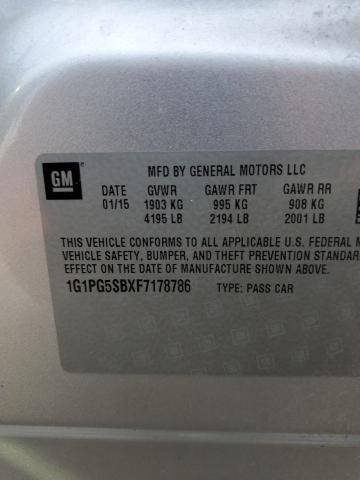 GM
MFD BY GENERAL MOTORS LLC
DATE GVWR GAWR FRT GAWR RR
01/15 1903 KG 995 KG 908 KG
4195 LB 2194 LB 2001 LB
THIS VEHICLE CONFORMS TO ALL APPLICABLE U.S. FEDERAL
VEHICLE SAFETY, BUMPER, AND THEFT PREVENTION STANDARD
EFFECT ON THE DATE OF MANUFACTURE SHOWN ABOVE.
1G1PG5SBXF7178786 TYPE: PASS CAR